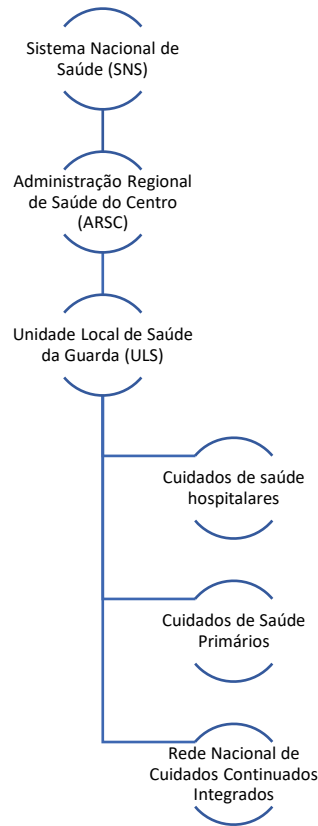 Sistema Nacional de
Saúde (SNS)
Administração Regional
de Saúde do Centro
(ARSC)
Unidade Local de Saúde
da Guarda (ULS)
Cuidados de saúde
hospitalares
Cuidados de Saúde
Primários
Rede Nacional de
Cuidados Continuados
Integrados